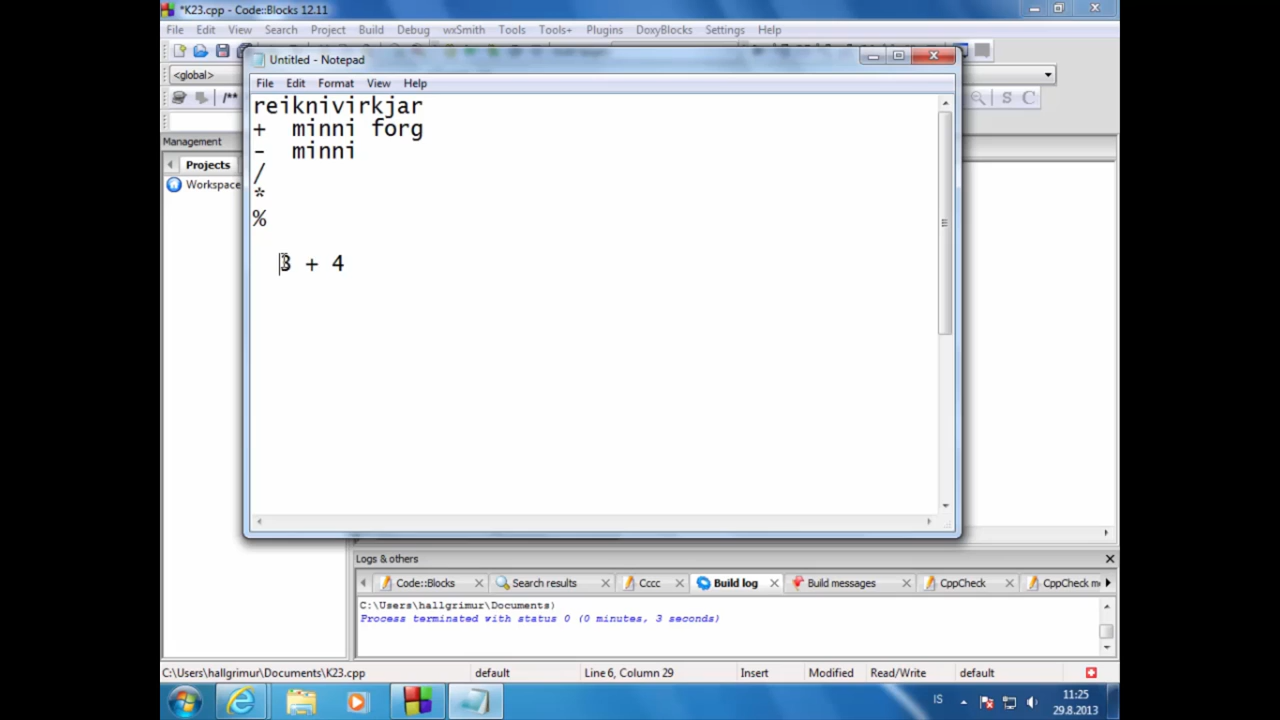 *K23.cpp - Code::Blocks 12.11
File Edit View Search Project Build Debug wxSmith Tools Tools+ Plugins DoxyBlocks Settings Help
<global>
/**
S C
Management
Projects
Workspace
Untitled - Notepad
File Edit Format View Help
reiknivirkjar
+ minni forg
- minni
/
*
%
3 + 4
Logs & others
Code::Blocks Search results Cccc Build log Build messages CppCheck CppCheck me
C:\Users\hallgrimur\Documents)
Process terminated with status 0 (0 minutes, 3 seconds)
C:\Users\hallgrimur\Documents\K23.cpp default Line 6, Column 29 Insert Modified Read/Write default
IS 11:25
29.8.2013